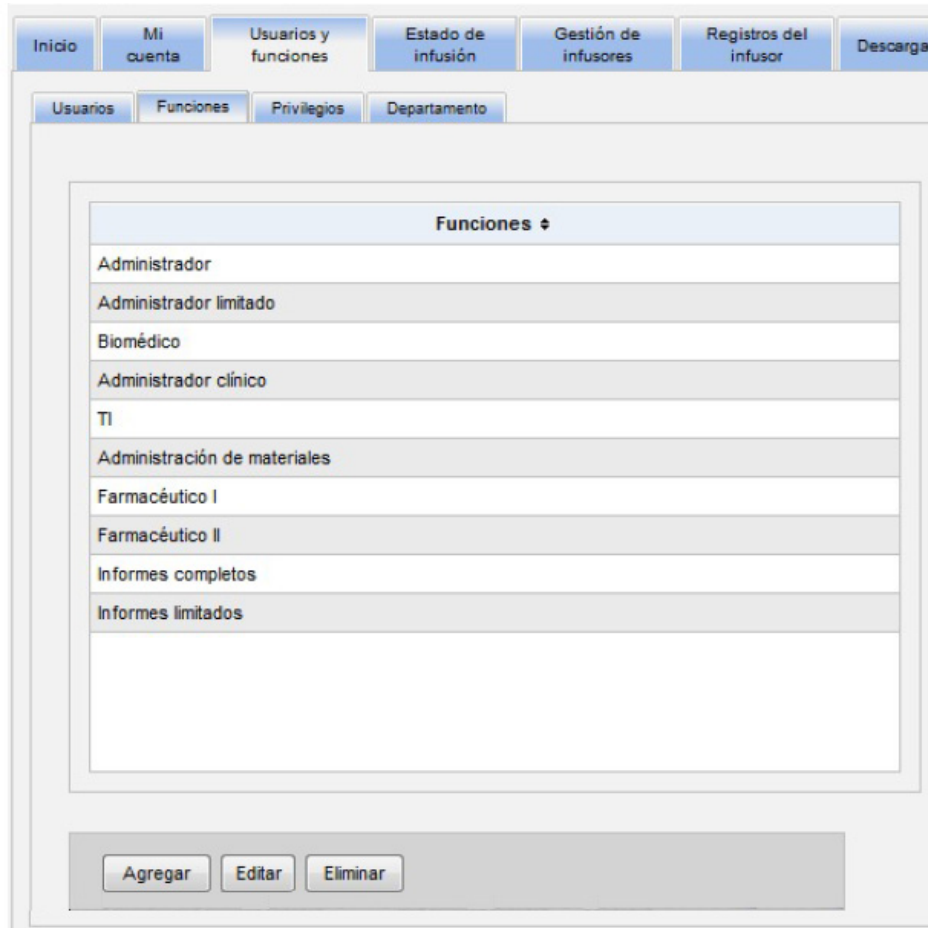 Inicio
Mi
cuenta
Usuarios y
funciones
Estado de
infusión
Gestión de
infusores
Registros del
infusor
Descarga
Usuarios
Funciones
Privilegios
Departamento
Funciones
Administrador
Administrador limitado
Biomédico
Administrador clínico
TI
Administración de materiales
Farmacéutico I
Farmacéutico II
Informes completos
Informes limitados
Agregar
Editar
Eliminar